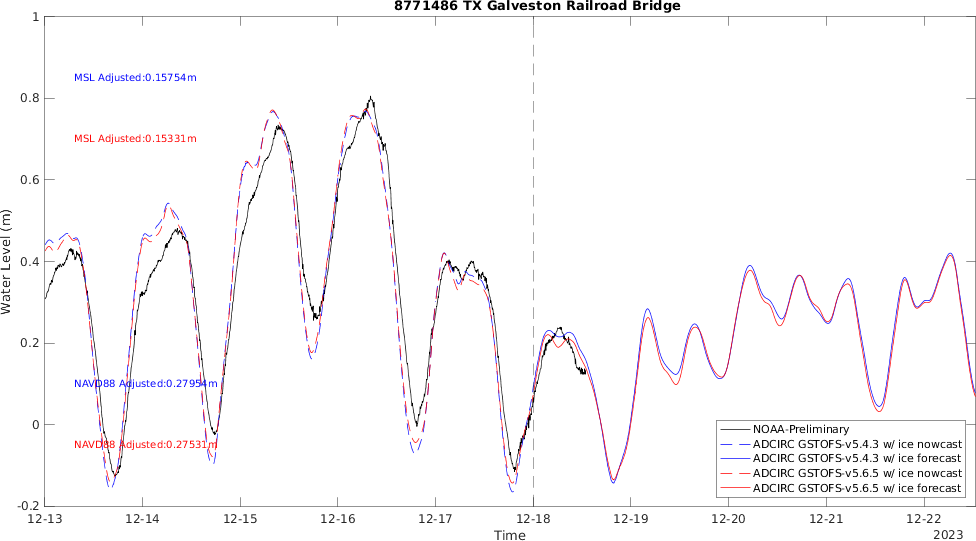 8771486 TX Galveston Railroad Bridge
1
0.8
0.6
0.4
0.2
0
-0.2
Water Level (m)
MSL Adjusted:0.15754m
MSL Adjusted:0.15331m
NAVD88 Adjusted:0.27954m
NAVD88 Adjusted:0.27531m
NOAA-Preliminary
ADCIRC GSTOFS-v5.4.3 w/ ice nowcast
ADCIRC GSTOFS-v5.4.3 w/ ice forecast
ADCIRC GSTOFS-v5.6.5 w/ ice nowcast
ADCIRC GSTOFS-v5.6.5 w/ ice forecast
12-13 12-14 12-15 12-16 12-17 12-18 12-19 12-20 12-21 12-22
Time
2023